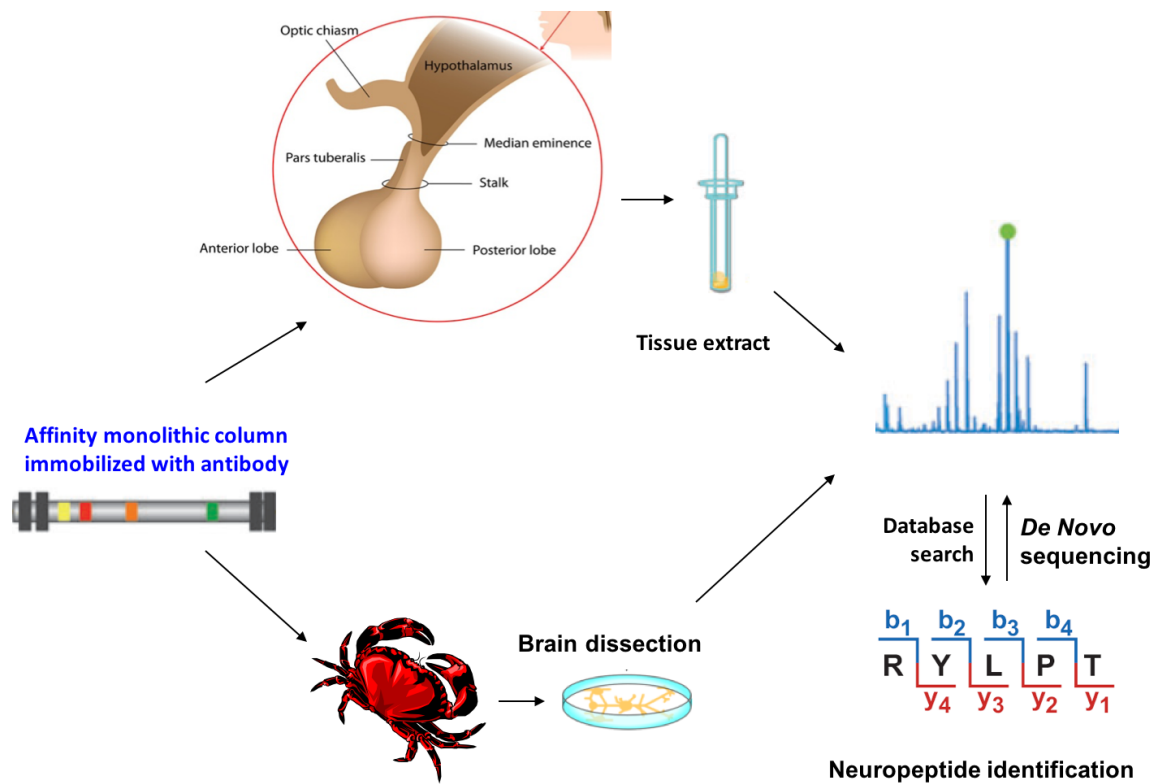 Optic chiasm
Hypothalamus
Median eminence
Pars tuberalis
Stalk
Anterior lobe
Posterior lobe
Tissue extract
Affinity monolithic column
immobilized with antibody
Database
search
De Novo
sequencing
Brain dissection
b1 b2 b3 b4
R Y L P T
y4 y3 y2 y1
Neuropeptide identification